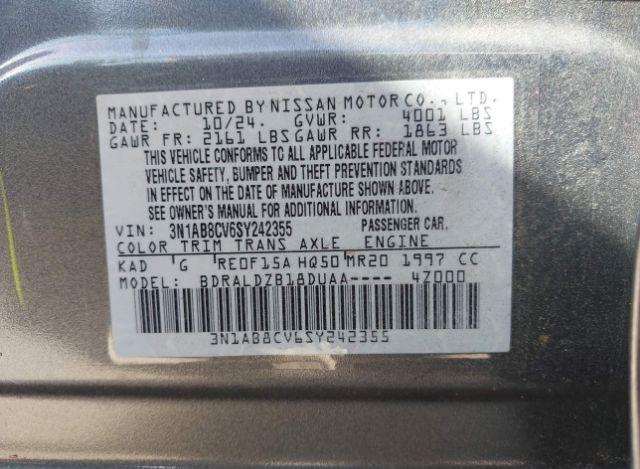 MANUFACTURED BY NISSAN MOTOR CO., LTD.
DATE: 10/24. GVWR: 4001 LBS
GAWR FR: 2161 LBS GAWR RR: 1863 LBS
THIS VEHICLE CONFORMS TO ALL APPLICABLE FEDERAL MOTOR
VEHICLE SAFETY, BUMPER AND THEFT PREVENTION STANDARDS
IN EFFECT ON THE DATE OF MANUFACTURE SHOWN ABOVE.
SEE OWNER'S MANUAL FOR ADDITIONAL INFORMATION.
VIN: 3N1AB8CV6SY242355 PASSENGER CAR.
COLOR TRIM TRANS AXLE ENGINE
KAD G RE0F15A HQ50 MR20 1997 CC
MODEL: BDRALDZB18DUAA---- 4Z000
3N1AB8CV6SY242355